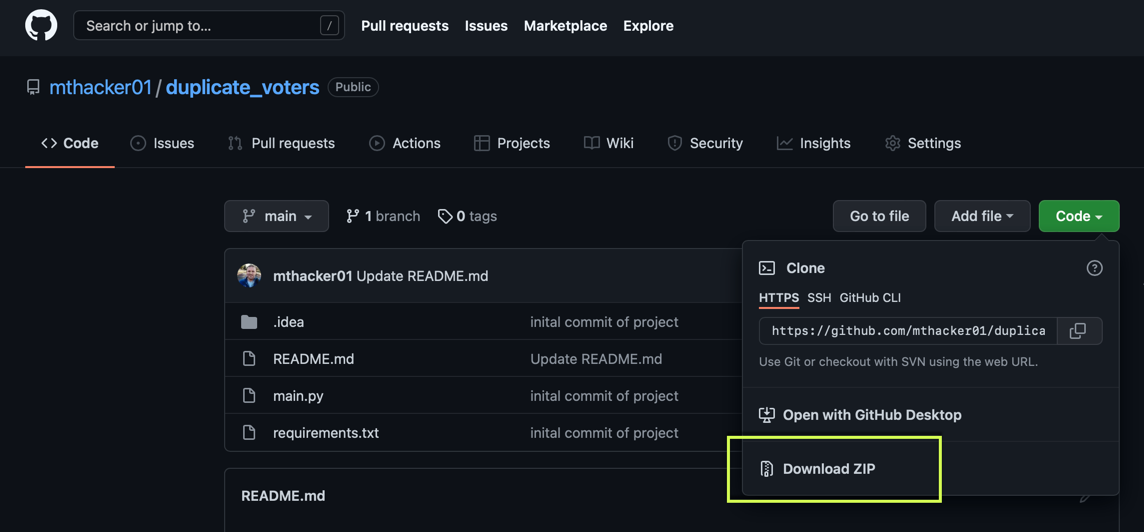 Search or jump to... / Pull requests Issues Marketplace Explore
mthacker01 / duplicate_voters Public
Code Issues Pull requests Actions Projects Wiki Security Insights Settings
main 1 branch 0 tags Go to file Add file Code
mthacker01 Update README.md
.idea inital commit of project
README.md Update README.md
main.py inital commit of project
requirements.txt inital commit of project
README.md
Clone
HTTPS SSH GitHub CLI
https://github.com/mthacker01/duplica
Use Git or checkout with SVN using the web URL.
Open with GitHub Desktop
Download ZIP